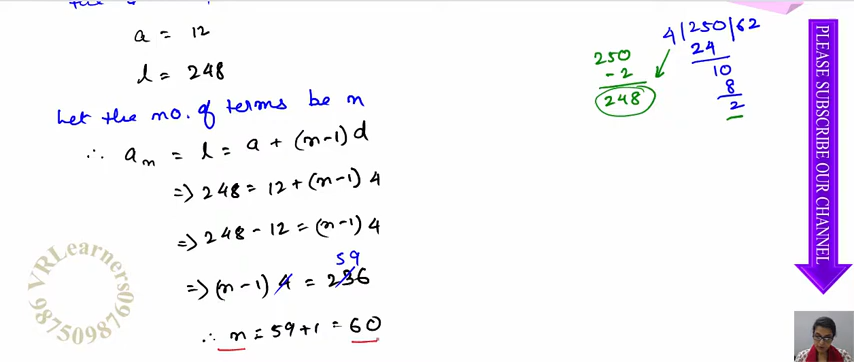 a = 12
l = 248
Let the no. of terms be n
∴ an = l = a + (n-1) d
=> 248 = 12 + (n-1) 4
=> 248 - 12 = (n-1) 4
59
=> (n-1) 4 = 236
∴ n = 59 + 1 = 60
4 | 250 | 62
24
10
8
2
250
- 2
248
PLEASE SUBSCRIBE OUR CHANNEL
VRLearners